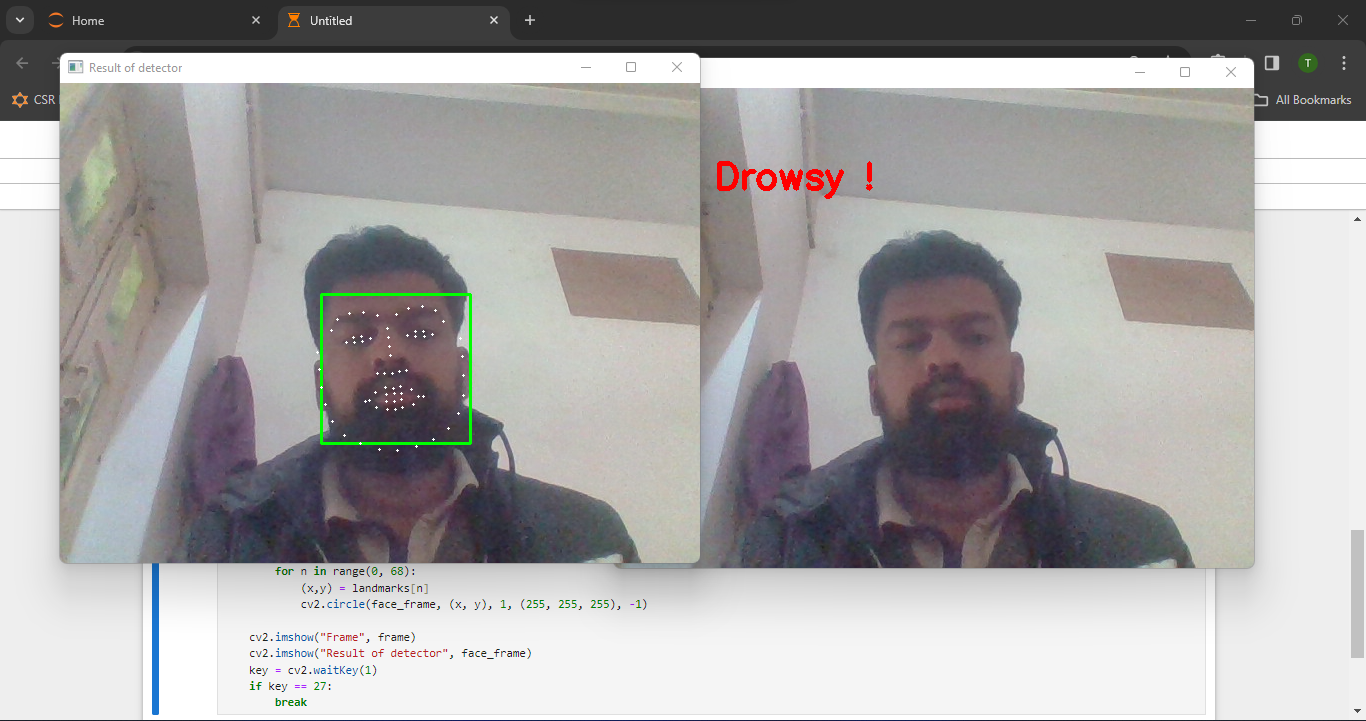 Home
Untitled
T
CSR
All Bookmarks
Result of detector
Drowsy !
for n in range(0, 68):
(x,y) = landmarks[n]
cv2.circle(face_frame, (x, y), 1, (255, 255, 255), -1)
cv2.imshow("Frame", frame)
cv2.imshow("Result of detector", face_frame)
key = cv2.waitKey(1)
if key == 27:
break